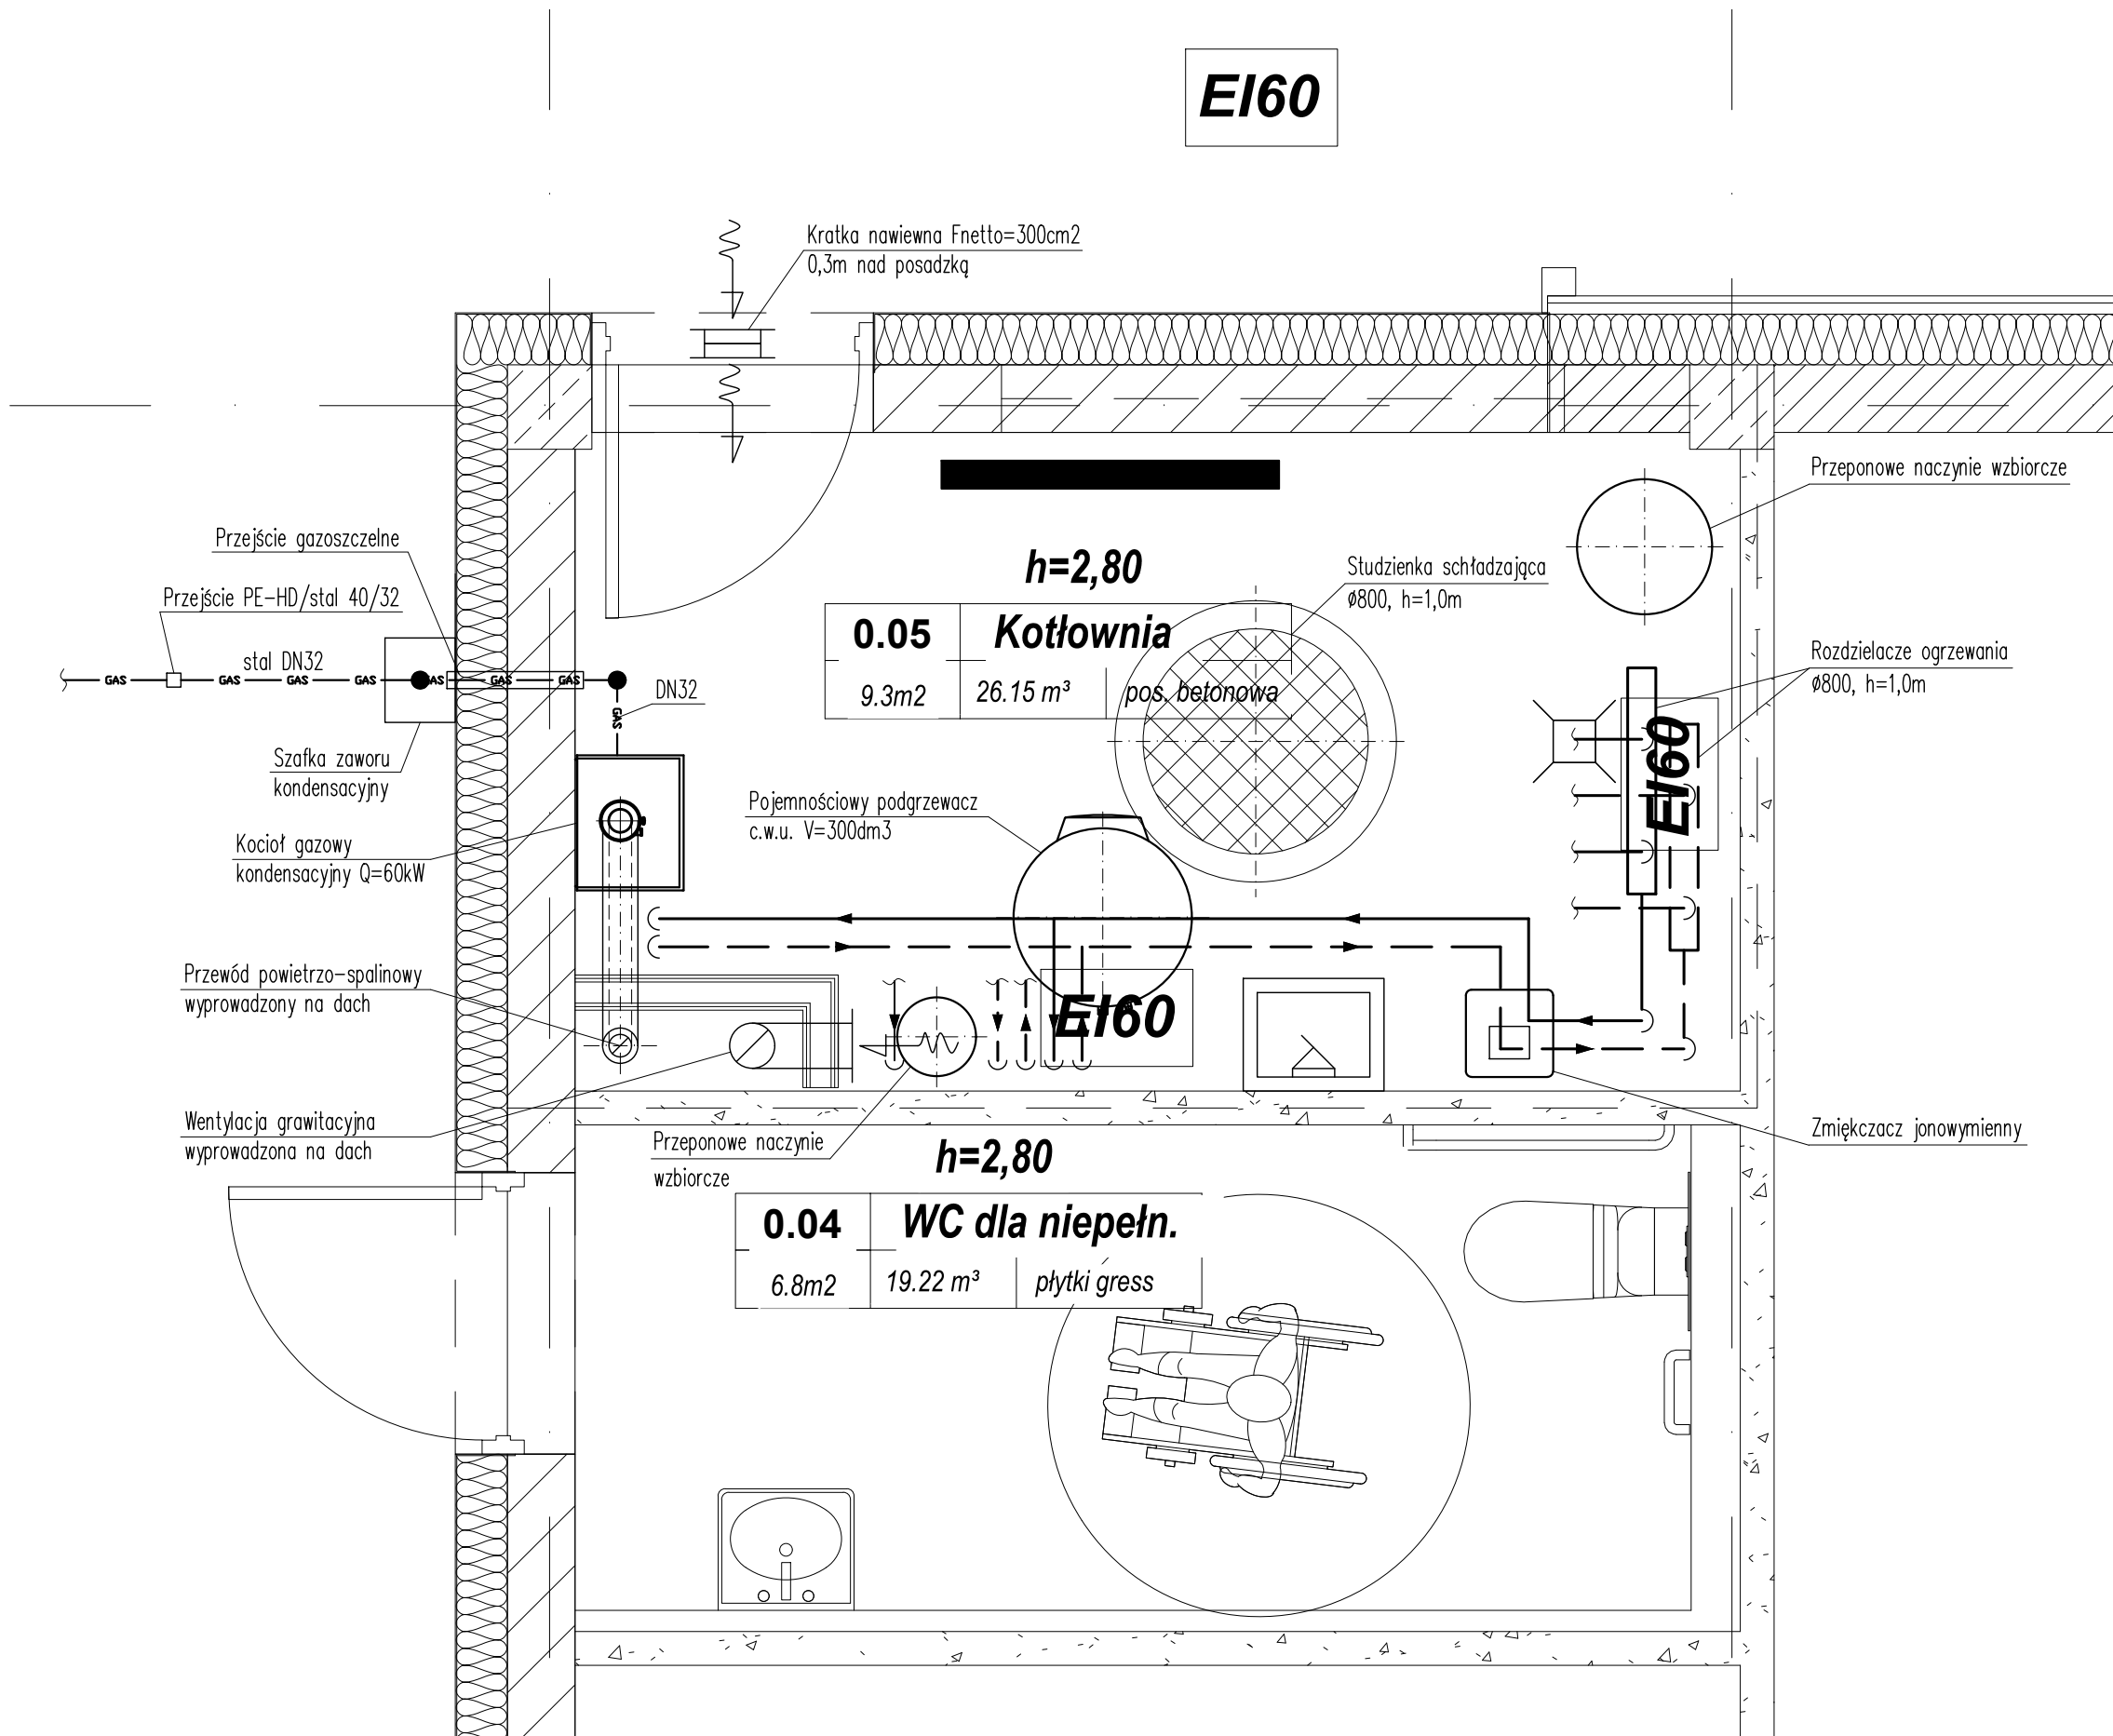 EI60
Kratka nawiewna Fnetto=300cm2
0,3m nad posadzką
Przeponowe naczynie wzbiorcze
Przejście gazoszczelne
h=2,80
Studzienka schładzająca
ø800, h=1,0m
Przejście PE-HD/stal 40/32
0.05
Kotłownia
Rozdzielacze ogrzewania
ø800, h=1,0m
stal DN32
GAS
GAS
GAS
GAS
GAS
GAS
GAS
GAS
DN32
9.3m2
26.15 m³
pos. betonowa
EI60
Szafka zaworu
kondensacyjny
Pojemnościowy podgrzewacz
c.w.u. V=300dm3
Kocioł gazowy
kondensacyjny Q=60kW
Przewód powietrzo-spalinowy
wyprowadzony na dach
EI60
Wentylacja grawitacyjna
wyprowadzona na dach
Przeponowe naczynie
wzbiorcze
Zmiękczacz jonowymienny
h=2,80
0.04
WC dla niepełn.
6.8m2
19.22 m³
płytki gress